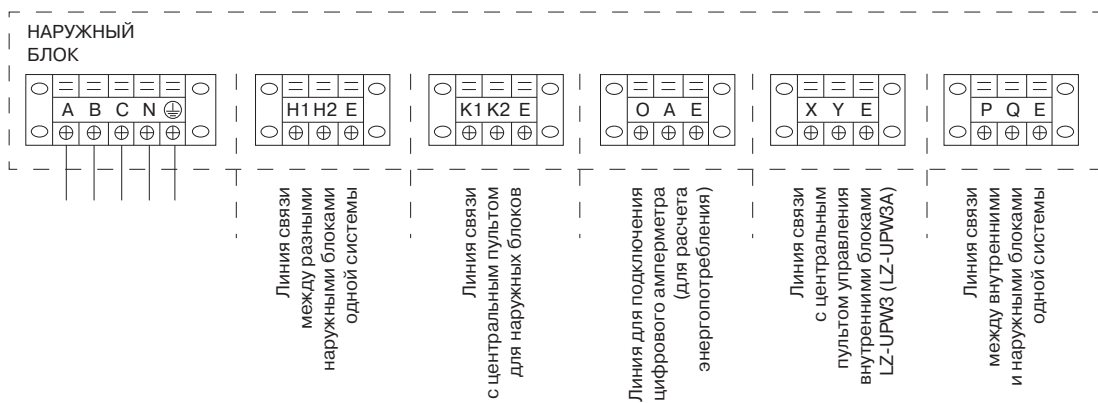 НАРУЖНЫЙ
БЛОК
A B C N
H1 H2 E
K1 K2 E
O A E
X Y E
P Q E
Линия связи
между разными
наружными блоками
одной системы
Линия связи
с центральным пультом
для наружных блоков
Линия для подключения
цифрового амперметра
(для расчета
энергопотребления)
Линия связи
с центральным
пультом управления
внутренними блоками
LZ-UPW3 (LZ-UPW3A)
Линия связи
между внутренними
и наружными блоками
одной системы